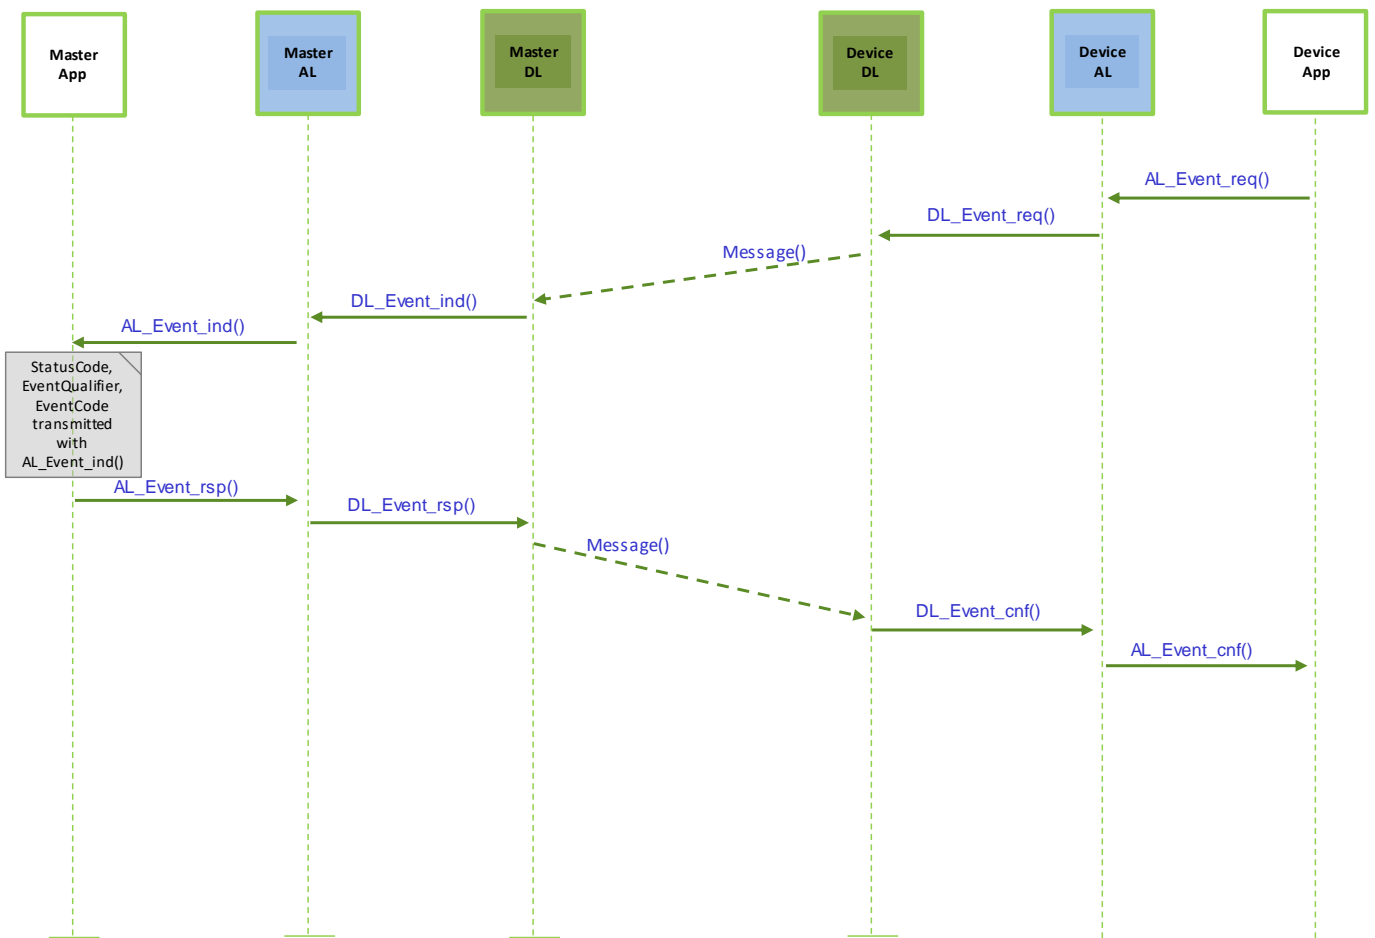 Master
App
Master
AL
Master
DL
Device
DL
Device
AL
Device
App
AL_Event_req()
DL_Event_req()
Message()
DL_Event_ind()
AL_Event_ind()
StatusCode,
EventQualifier,
EventCode
transmitted
with
AL_Event_ind()
AL_Event_rsp()
DL_Event_rsp()
Message()
DL_Event_cnf()
AL_Event_cnf()